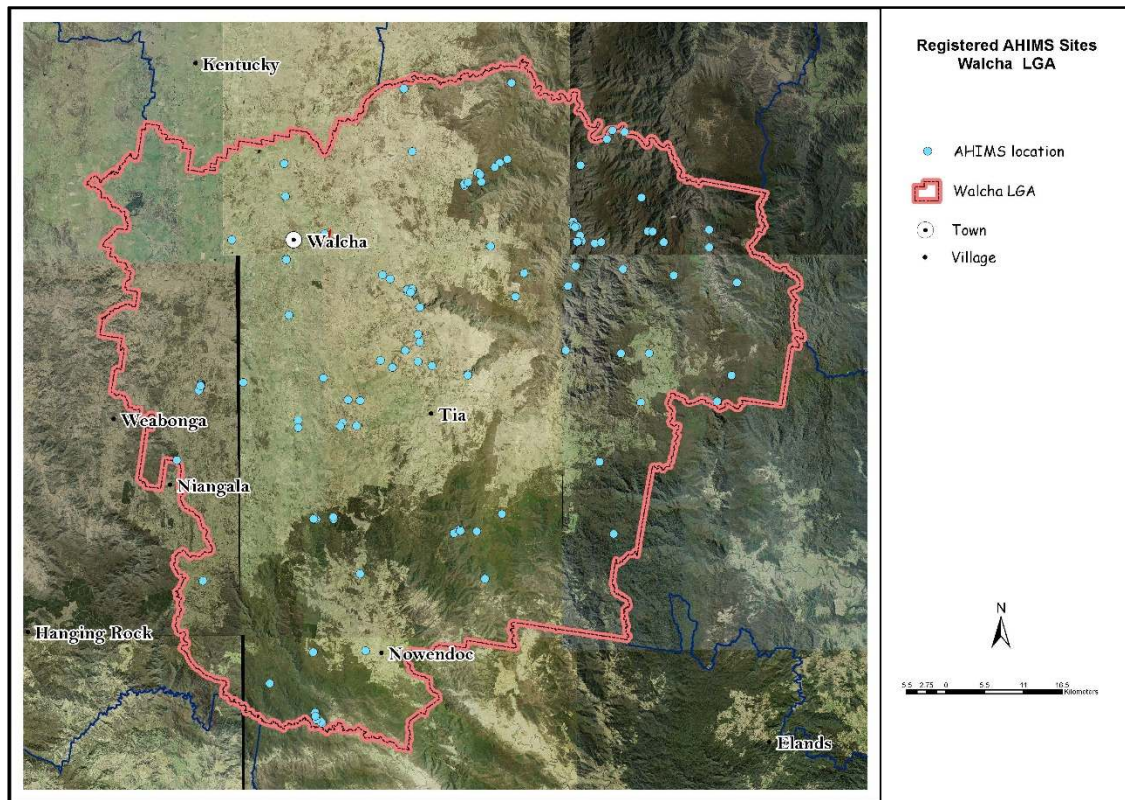 Registered AHIMS Sites
Walcha LGA
AHIMS location
Walcha LGA
Town
Village
Kentucky
Walcha
Weabonga
Tia
Niangala
Hanging Rock
Nowendoc
Elands
N
5.5 2.75 0 5.5 11 16.5
Kilometers